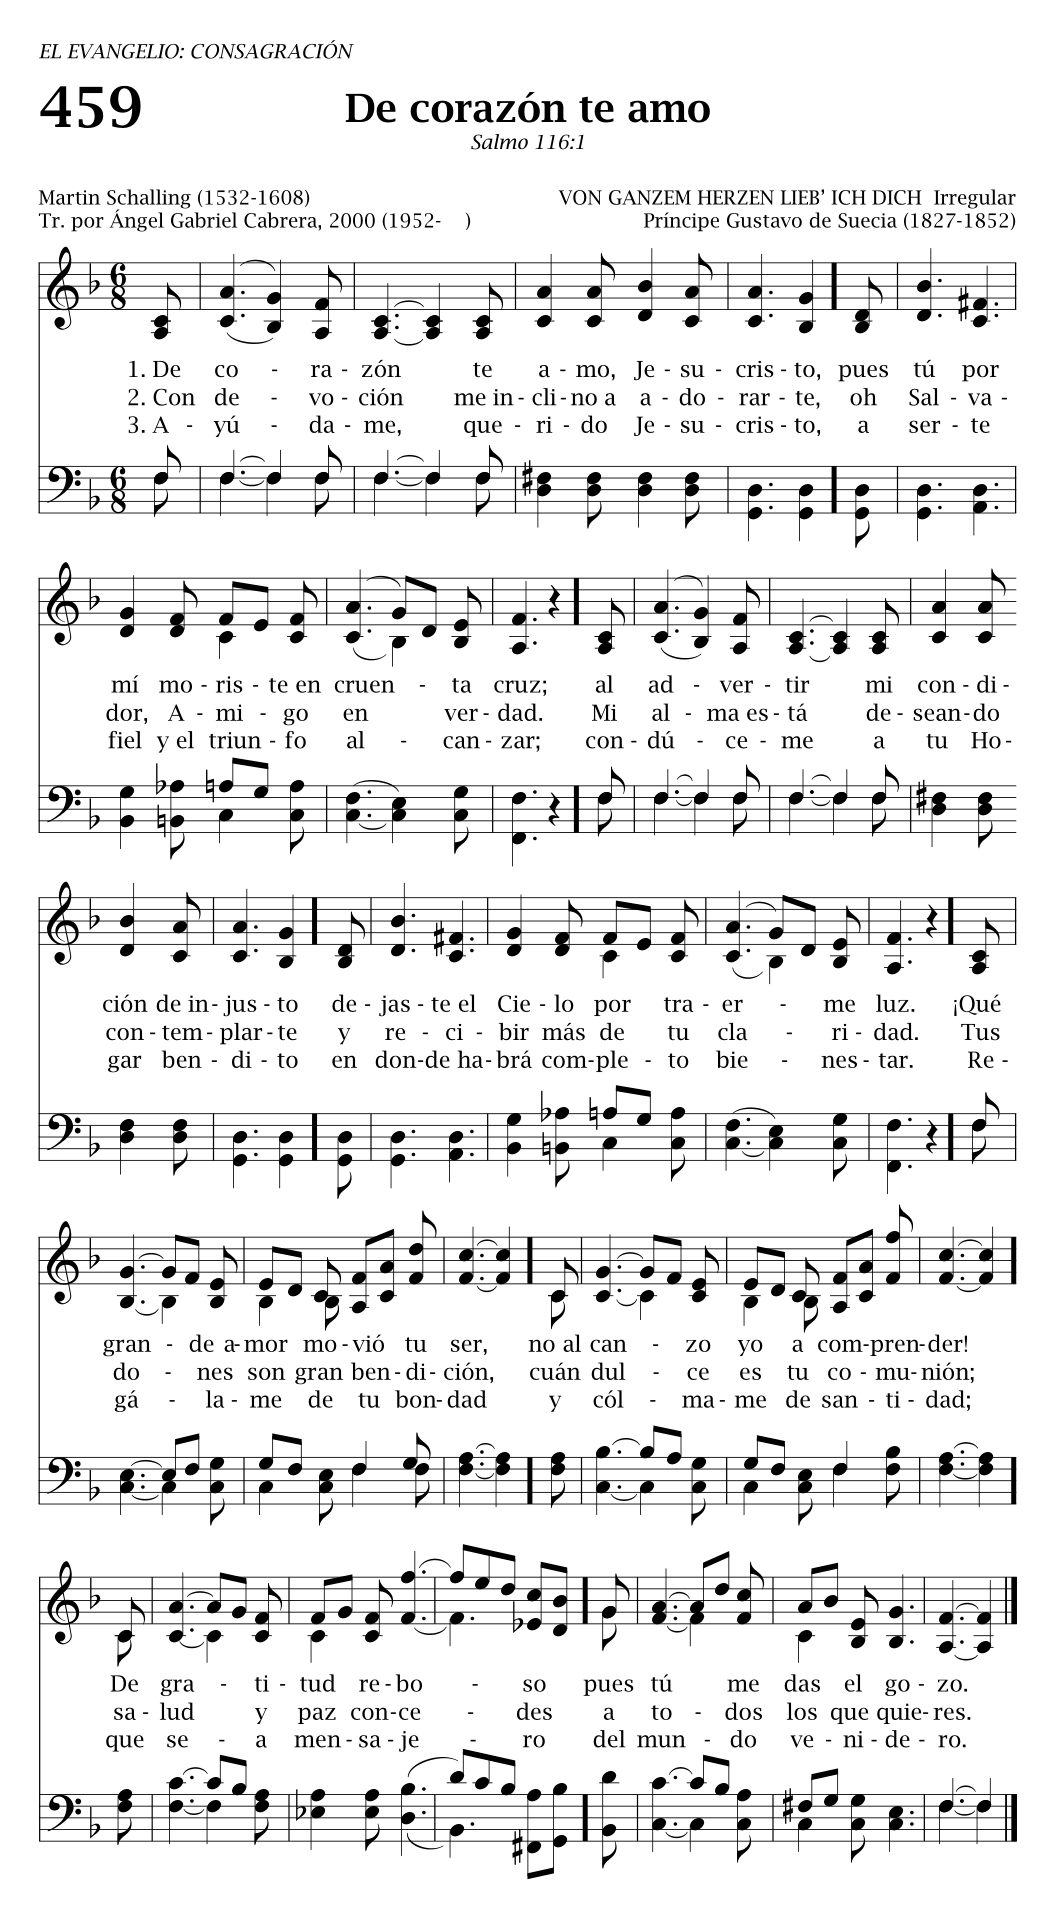 EL EVANGELIO: CONSAGRACIÓN
459 De corazón te amo
Salmo 116:1
Martin Schalling (1532-1608) VON GANZEM HERZEN LIEB’ ICH DICH Irregular
Tr. por Ángel Gabriel Cabrera, 2000 (1952- ) Príncipe Gustavo de Suecia (1827-1852)
6
8
1. De co - ra - zón te a - mo, Je - su - cris - to, pues tú por
2. Con de - vo - ción me in - cli - no a a - do - rar - te, oh Sal - va -
3. A - yú - da - me, que - ri - do Je - su - cris - to, a ser - te
6
8
mí mo - ris - te en cruen - ta cruz; al ad - ver - tir mi con - di -
dor, A - mi - go en ver - dad. Mi al - ma es - tá de - sean - do
fiel y el triun - fo al - can - zar; con - dú - ce - me a tu Ho -
ción de in - jus - to de - jas - te el Cie - lo por tra - er - me luz. ¡Qué
con - tem - plar - te y re - ci - bir más de tu cla - ri - dad. Tus
gar ben - di - to en don - de ha - brá com - ple - to bie - nes - tar. Re -
gran - de a - mor mo - vió tu ser, no al can - zo yo a com - pren - der!
do - nes son gran ben - di - ción, cuán dul - ce es tu co - mu - nión;
gá - la - me de tu bon - dad y cól - ma - me de san - ti - dad;
De gra - ti - tud re - bo - so pues tú me das el go - zo.
sa - lud y paz con - ce - des a to - dos los que quie - res.
que se - a men - sa - je - ro del mun - do ve - ni - de - ro.